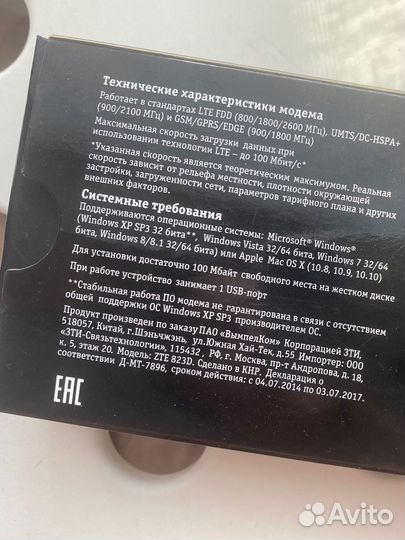 Технические характеристики модема
Работает в стандартах LTE FDD (800/1800/2600 МГц), UMTS/DC-HSPA+
(900/2100 МГц) и GSM/GPRS/EDGE (900/1800 МГц)
Максимальная скорость загрузки данных при
использовании технологии LTE – до 100 Мбит/с*
*Указанная скорость является теоретическим максимумом. Реальная
скорость зависит от рельефа местности, плотности окружающей
застройки, загруженности сети, параметров тарифного плана и других
внешних факторов.
Системные требования
Поддерживаются операционные системы: Microsoft® Windows®
(Windows XP SP3 32 бита**, Windows Vista 32/64 бита, Windows 7 32/64
бита, Windows 8/8.1 32/64 бита) или Apple Mac OS X (10.8, 10.9, 10.10)
Для установки достаточно 100 Мбайт свободного места на жестком диске
При работе устройство занимает 1 USB-порт
**Стабильная работа ПО модема не гарантируется в связи с отсутствием
общей поддержки ОС Windows XP SP3 производителем ОС.
Продукт произведен по заказу ПАО «ВымпелКом» Корпорацией ЗТИ,
518057, Китай, г. Шэньчжэнь, ул.Южная Хай-Тек, д.55 Импортер: ООО
«ЗТИ-Связьтехнологии», 115432, РФ, г. Москва, пр-т Андропова, д. 18,
к. 5, этаж 20. Модель: ZTE 823D. Сделано в КНР. Декларация о
соответствии Д-МТ-7896, срок действия: с 04.07.2014 по 03.07.2017.
ЕАС
Avito